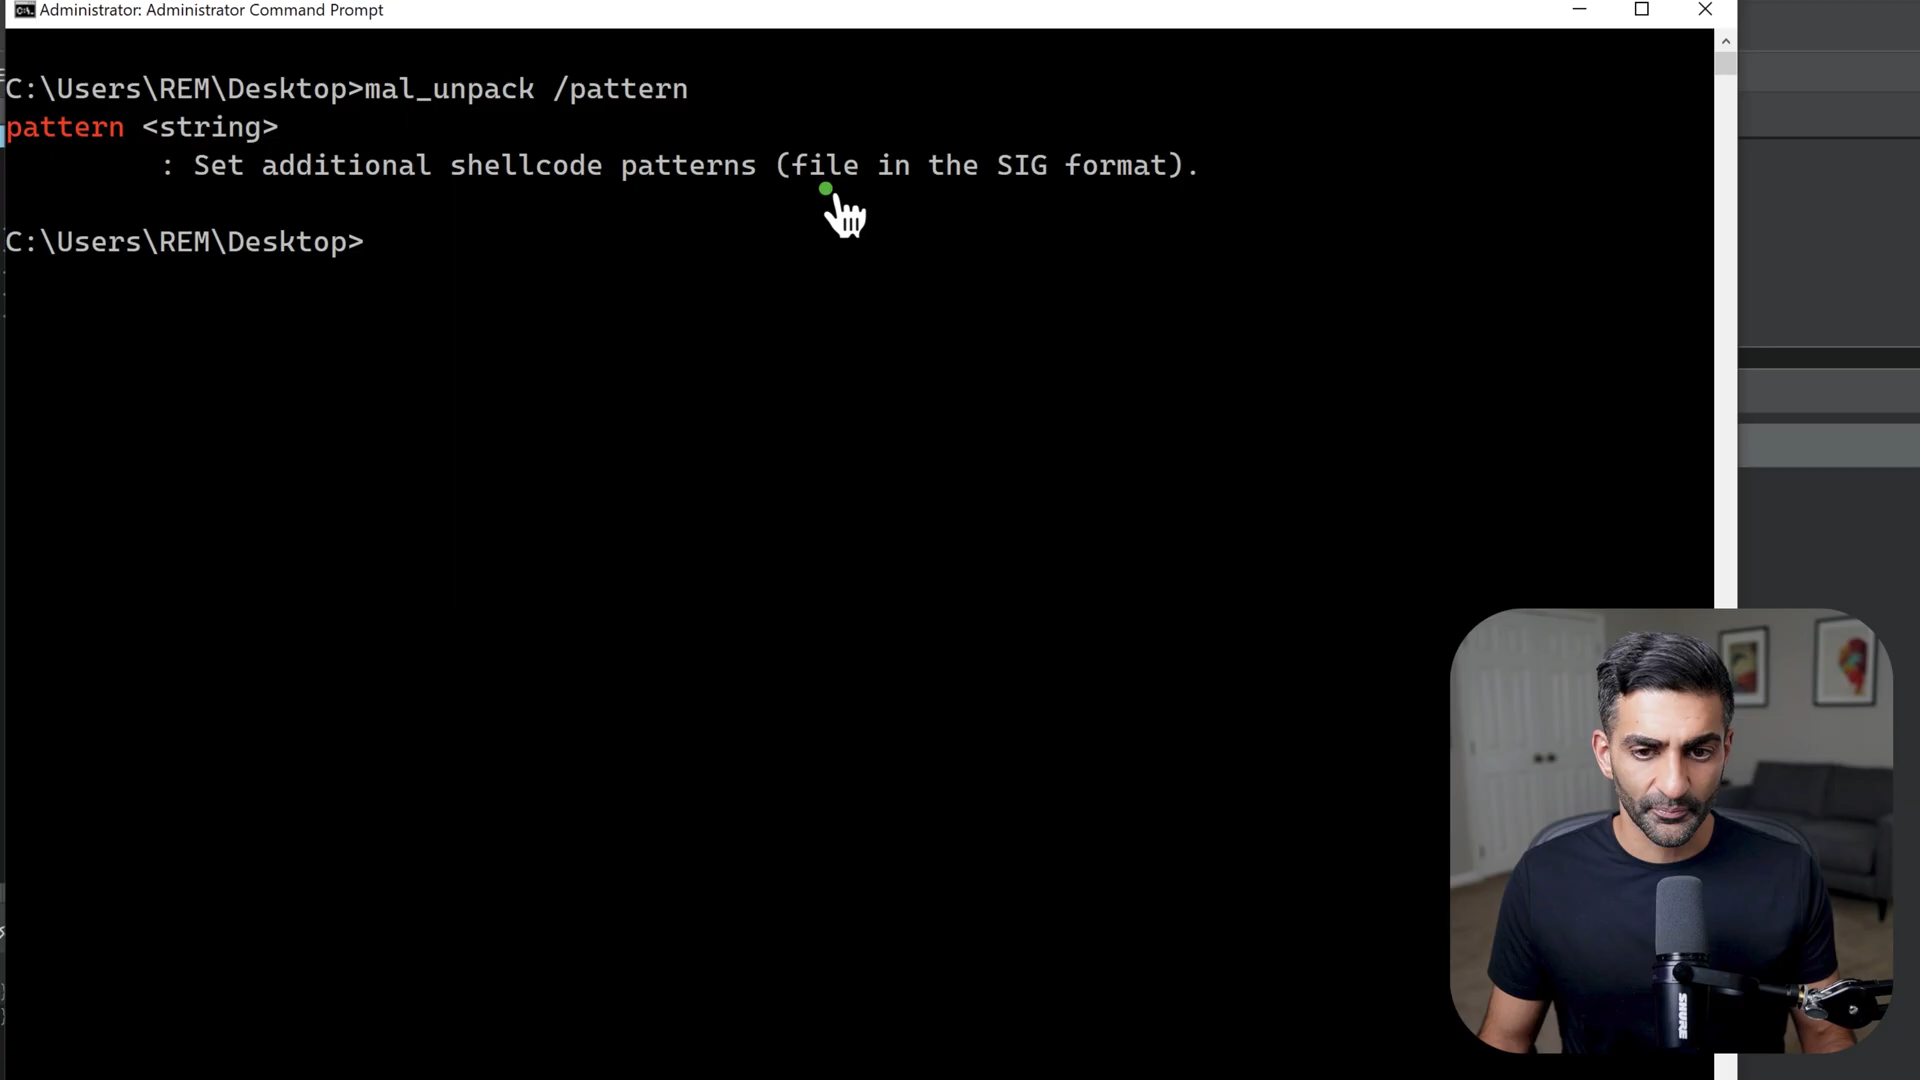 Administrator: Administrator Command Prompt
C:\Users\REM\Desktop>mal_unpack /pattern
pattern <string>
: Set additional shellcode patterns (file in the SIG format).
C:\Users\REM\Desktop>
SHURE